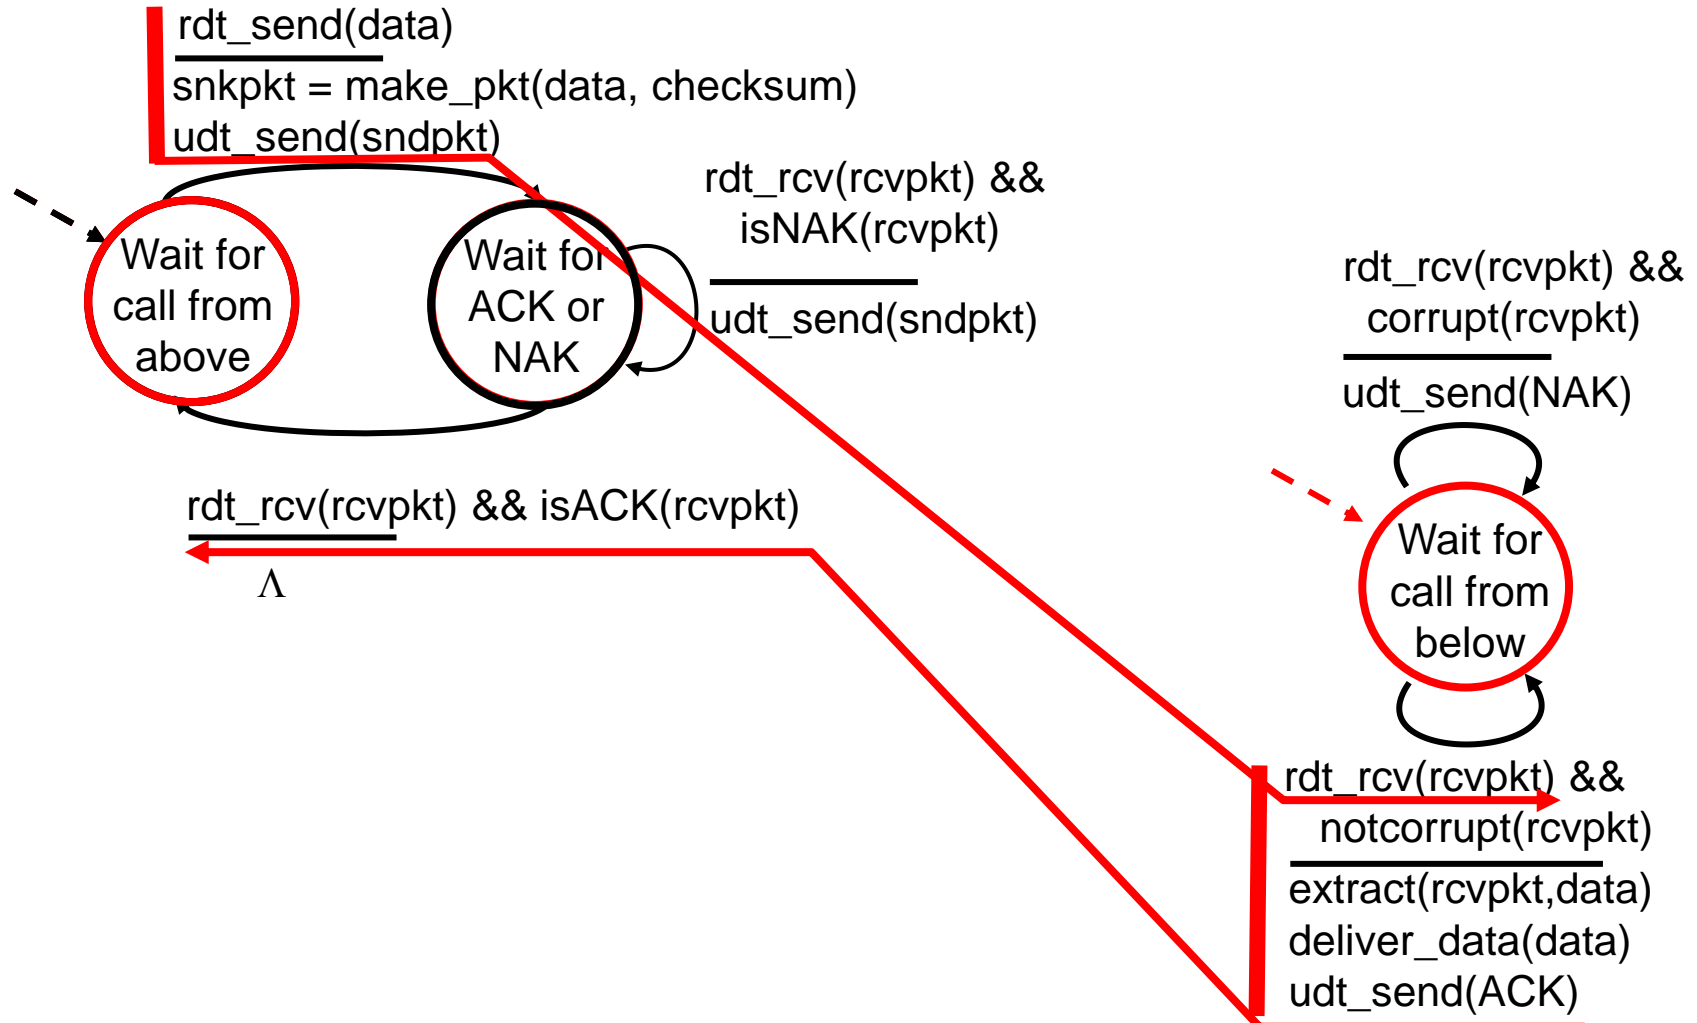 rdt_send(data)
snkpkt = make_pkt(data, checksum)
udt_send(sndpkt)
Wait for
call from
above
Wait for
ACK or
NAK
rdt_rcv(rcvpkt) &&
isNAK(rcvpkt)
udt_send(sndpkt)
rdt_rcv(rcvpkt) && isACK(rcvpkt)
Λ
rdt_rcv(rcvpkt) &&
corrupt(rcvpkt)
udt_send(NAK)
Wait for
call from
below
rdt_rcv(rcvpkt) &&
notcorrupt(rcvpkt)
extract(rcvpkt,data)
deliver_data(data)
udt_send(ACK)